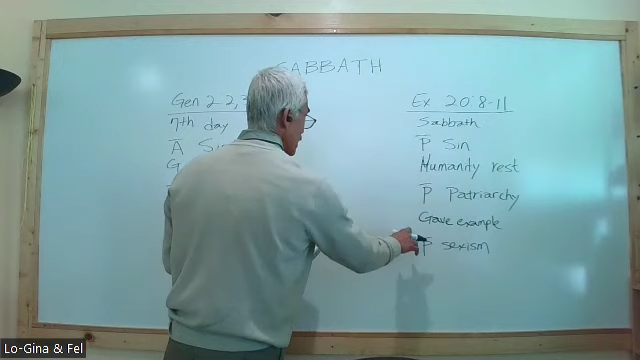 SABBATH
Gen 2-2,3
7th day
A̅ Sin
G
Ex 20:8-11
Sabbath
P̅ Sin
Humanity rest
P̅ Patriarchy
Gave example
P̅ sexism
Lo-Gina & Fel